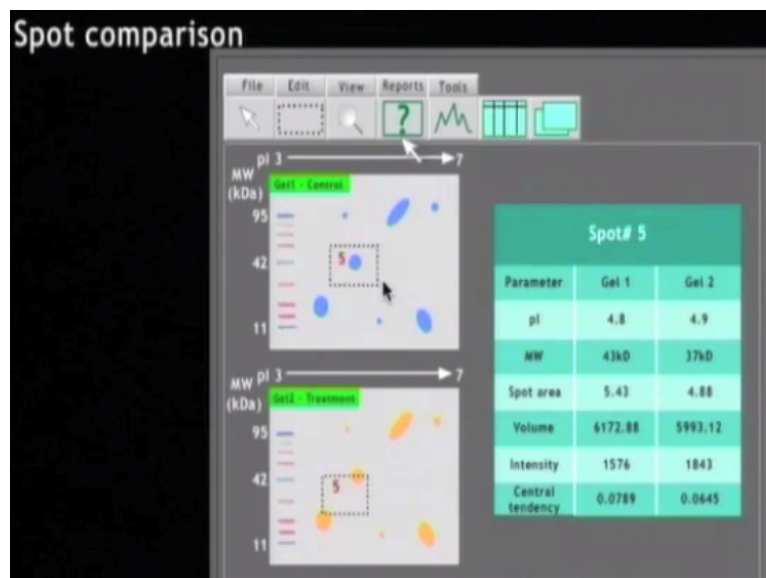 Spot comparison
File Edit View Reports Tools
?
pI 3 7
MW
(kDa)
Gel1 - Control
95
42
11
5
pI 3 7
MW
(kDa)
Gel2 - Treatment
95
42
11
5
Spot# 5
Parameter Gel 1 Gel 2
pI 4.8 4.9
MW 43kD 37kD
Spot area 5.43 4.88
Volume 6172.88 5993.12
Intensity 1576 1843
Central
tendency 0.0789 0.0645